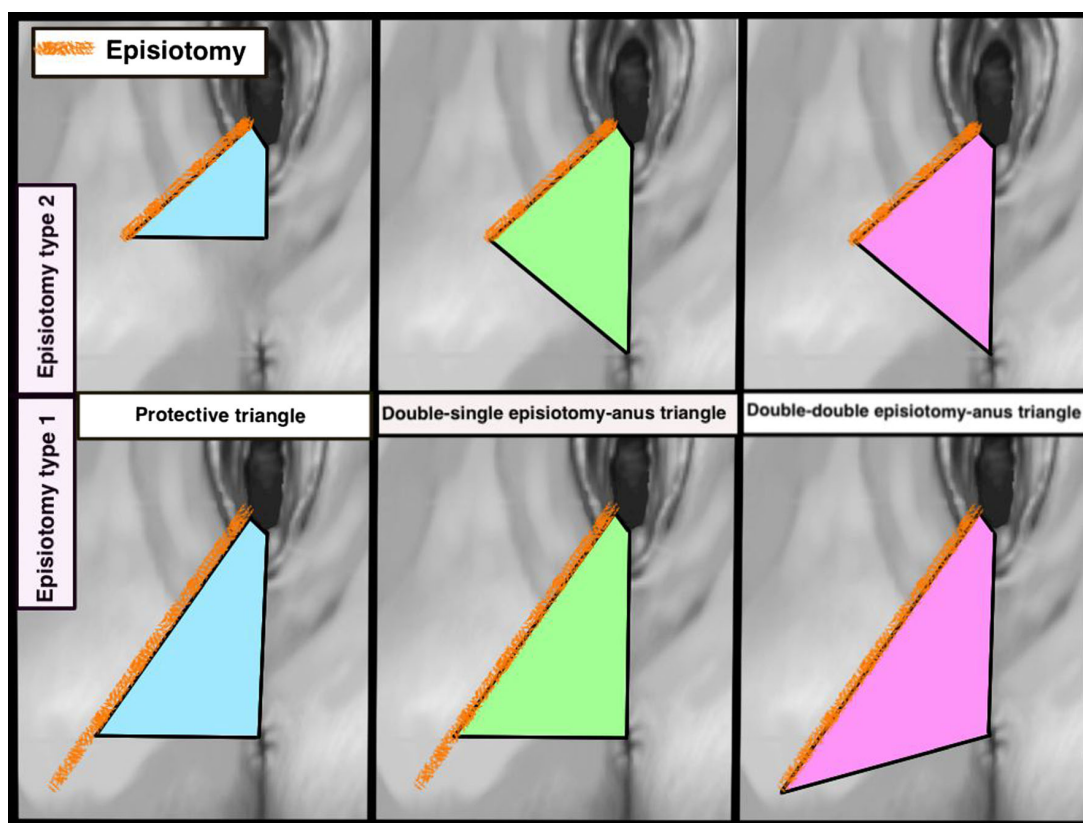 Episiotomy
Episiotomy type 2
Protective triangle
Double-single episiotomy-anus triangle
Double-double episiotomy-anus triangle
Episiotomy type 1